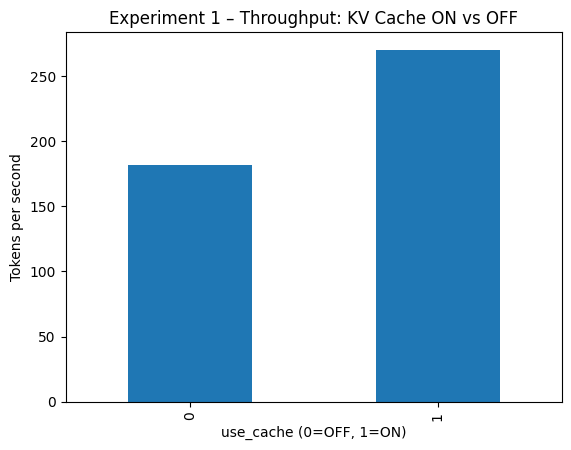 Experiment 1 – Throughput: KV Cache ON vs OFF
Tokens per second
250
200
150
100
50
0
0
1
use_cache (0=OFF, 1=ON)